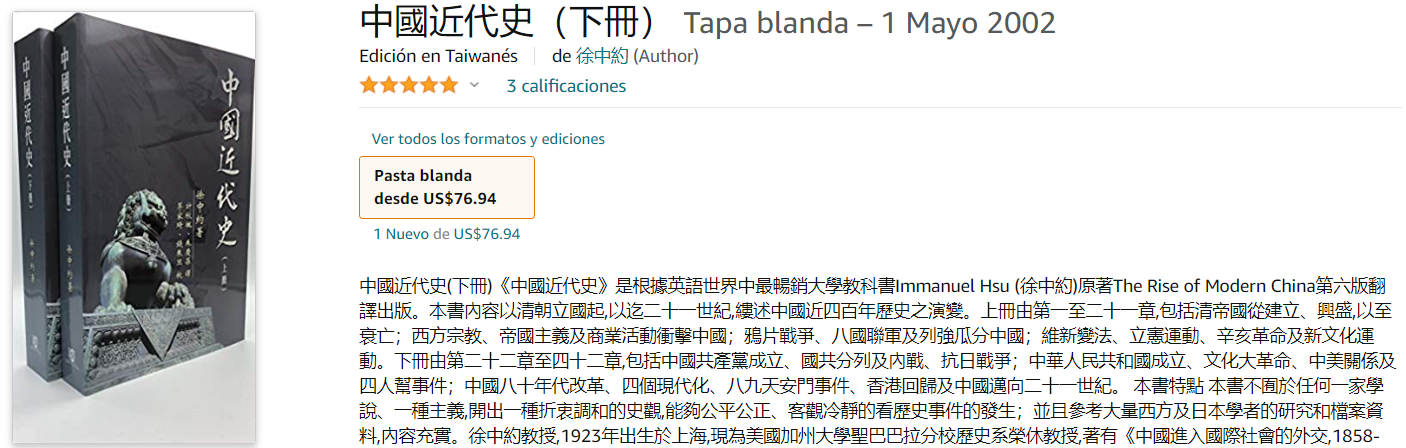 中國近代史（下冊） Tapa blanda – 1 Mayo 2002
Edición en Taiwanés de 徐中約 (Author)
3 calificaciones
Ver todos los formatos y ediciones
Pasta blanda
desde US$76.94
1 Nuevo de US$76.94
中國近代史(下冊)《中國近代史》是根據英語世界中最暢銷大學教科書Immanuel Hsu (徐中約)原著The Rise of Modern China第六版翻
譯出版。本書內容以清朝立國起,以迄二十一世紀,縷述中國近四百年歷史之演變。上冊由第一至二十一章,包括清帝國從建立、興盛,以至
衰亡；西方宗教、帝國主義及商業活動衝擊中國；鴉片戰爭、八國聯軍及列強瓜分中國；維新變法、立憲運動、辛亥革命及新文化運
動。下冊由第二十二章至四十二章,包括中國共產黨成立、國共分列及內戰、抗日戰爭；中華人民共和國成立、文化大革命、中美關係及
四人幫事件；中國八十年代改革、四個現代化、八九天安門事件、香港回歸及中國邁向二十一世紀。 本書特點 本書不囿於任何一家學
說、一種主義,開出一種折衷調和的史觀,能夠公平公正、客觀冷靜的看歷史事件的發生；並且參考大量西方及日本學者的研究和檔案資
料,內容充實。徐中約教授,1923年出生於上海,現為美國加州大學聖巴巴拉分校歷史系榮休教授,著有《中國進入國際社會的外交,1858-
中國近代史（下冊）
徐中約著
中國近代史（上冊）
徐中約著
中國近代史（上冊）
徐中約著